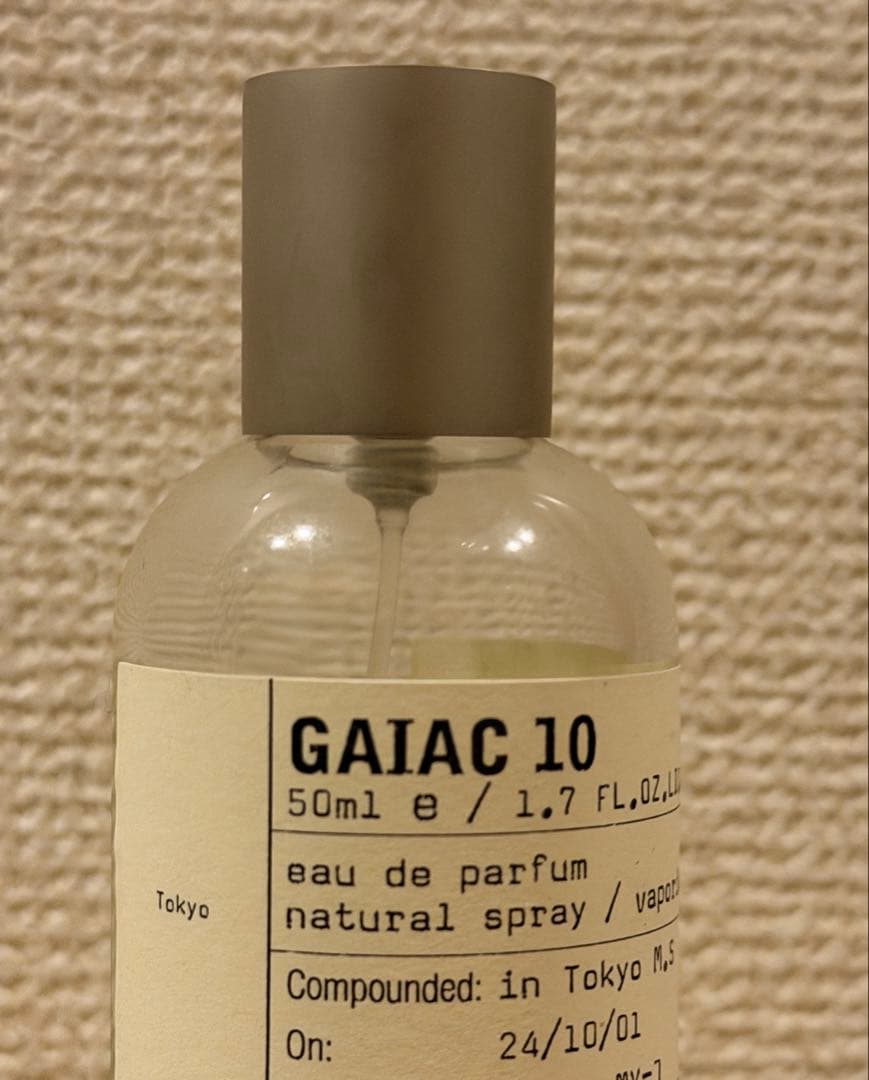 GAIAC 10
50ml e / 1.7 FL.OZ.
eau de parfum
natural spray /
Tokyo
Compounded: in Tokyo M.S
On: 24/10/01